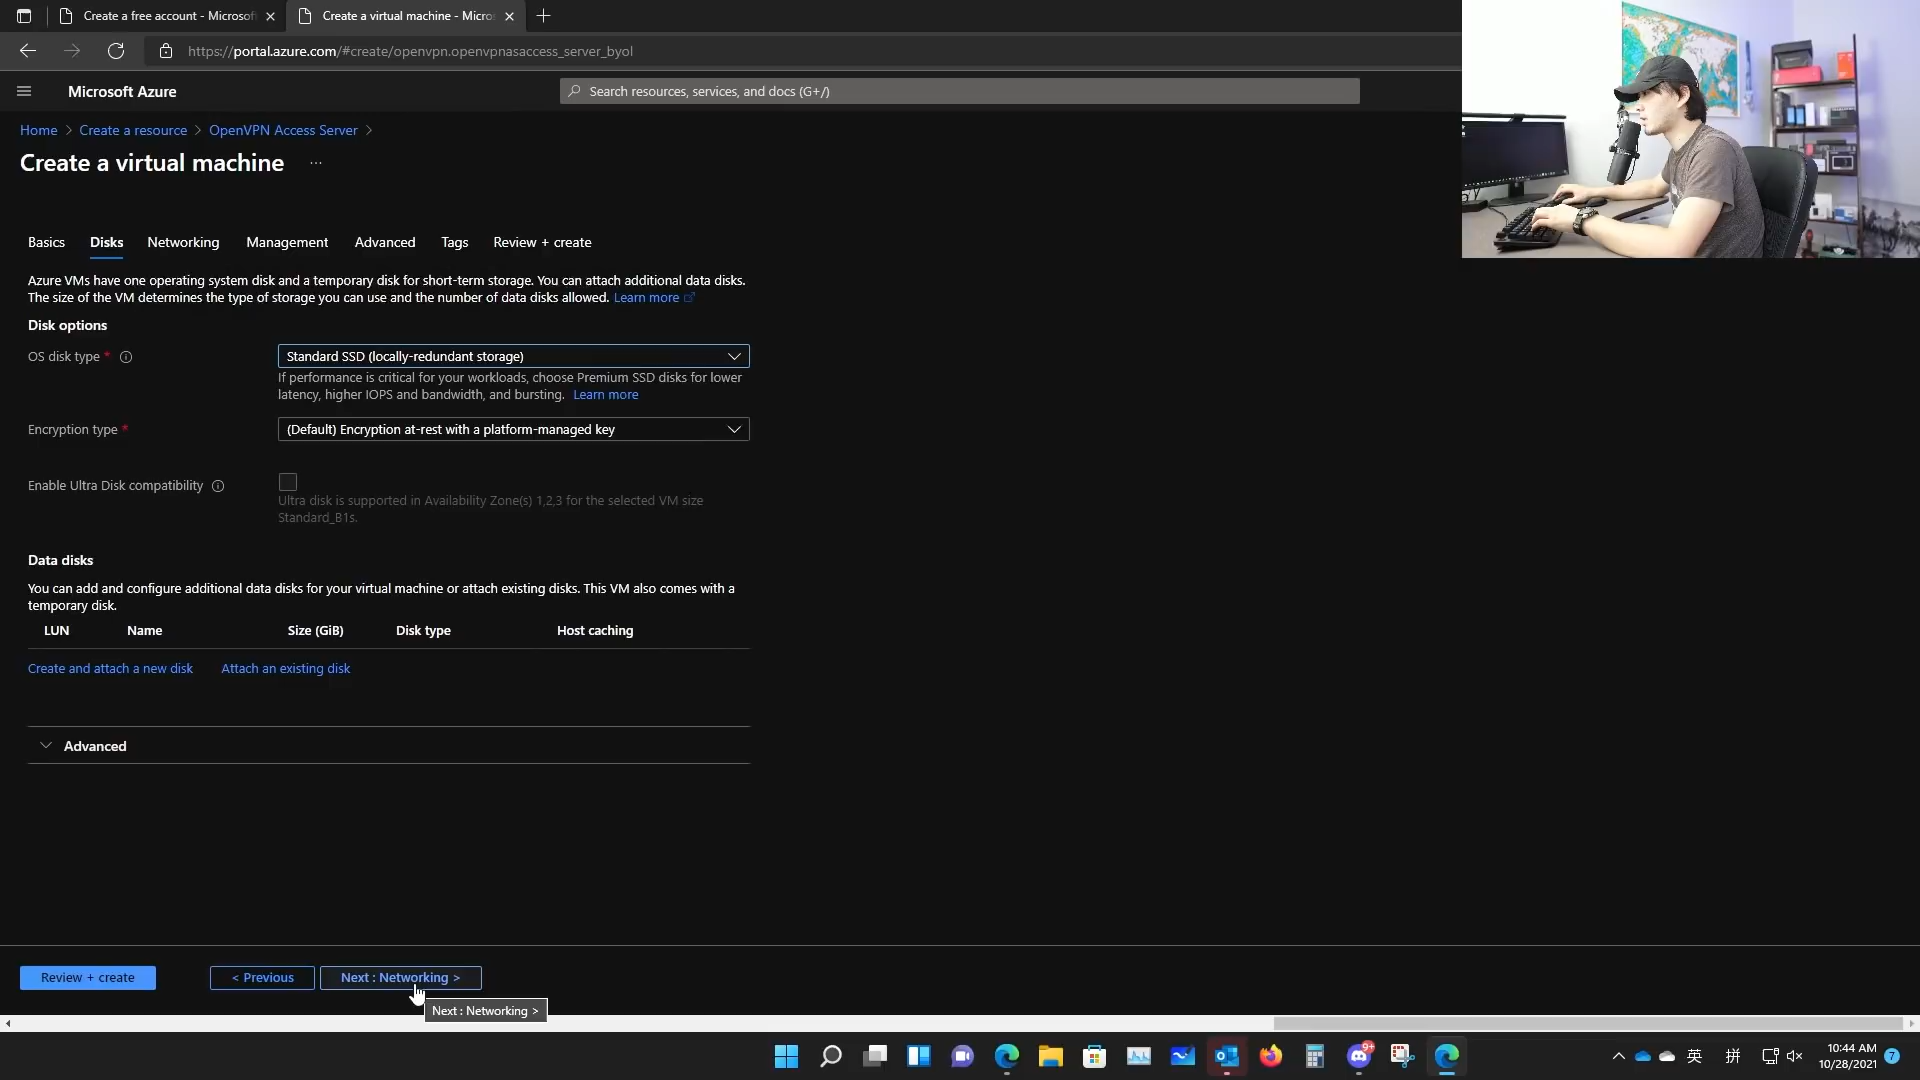 Create a free account - Microsof
Create a virtual machine - Micro
https://portal.azure.com/#create/openvpn.openvpnasaccess_server_byol
Microsoft Azure
Search resources, services, and docs (G+/)
Home > Create a resource > OpenVPN Access Server >
Create a virtual machine ...
Basics Disks Networking Management Advanced Tags Review + create
Azure VMs have one operating system disk and a temporary disk for short-term storage. You can attach additional data disks.
The size of the VM determines the type of storage you can use and the number of data disks allowed. Learn more
Disk options
OS disk type *
Standard SSD (locally-redundant storage)
If performance is critical for your workloads, choose Premium SSD disks for lower
latency, higher IOPS and bandwidth, and bursting. Learn more
Encryption type *
(Default) Encryption at-rest with a platform-managed key
Enable Ultra Disk compatibility
Ultra disk is supported in Availability Zone(s) 1,2,3 for the selected VM size
Standard_B1s.
Data disks
You can add and configure additional data disks for your virtual machine or attach existing disks. This VM also comes with a
temporary disk.
LUN Name Size (GiB) Disk type Host caching
Create and attach a new disk Attach an existing disk
Advanced
Review + create
< Previous
Next : Networking >
Next : Networking >
9+
英
拼
10:44 AM
10/28/2021
7